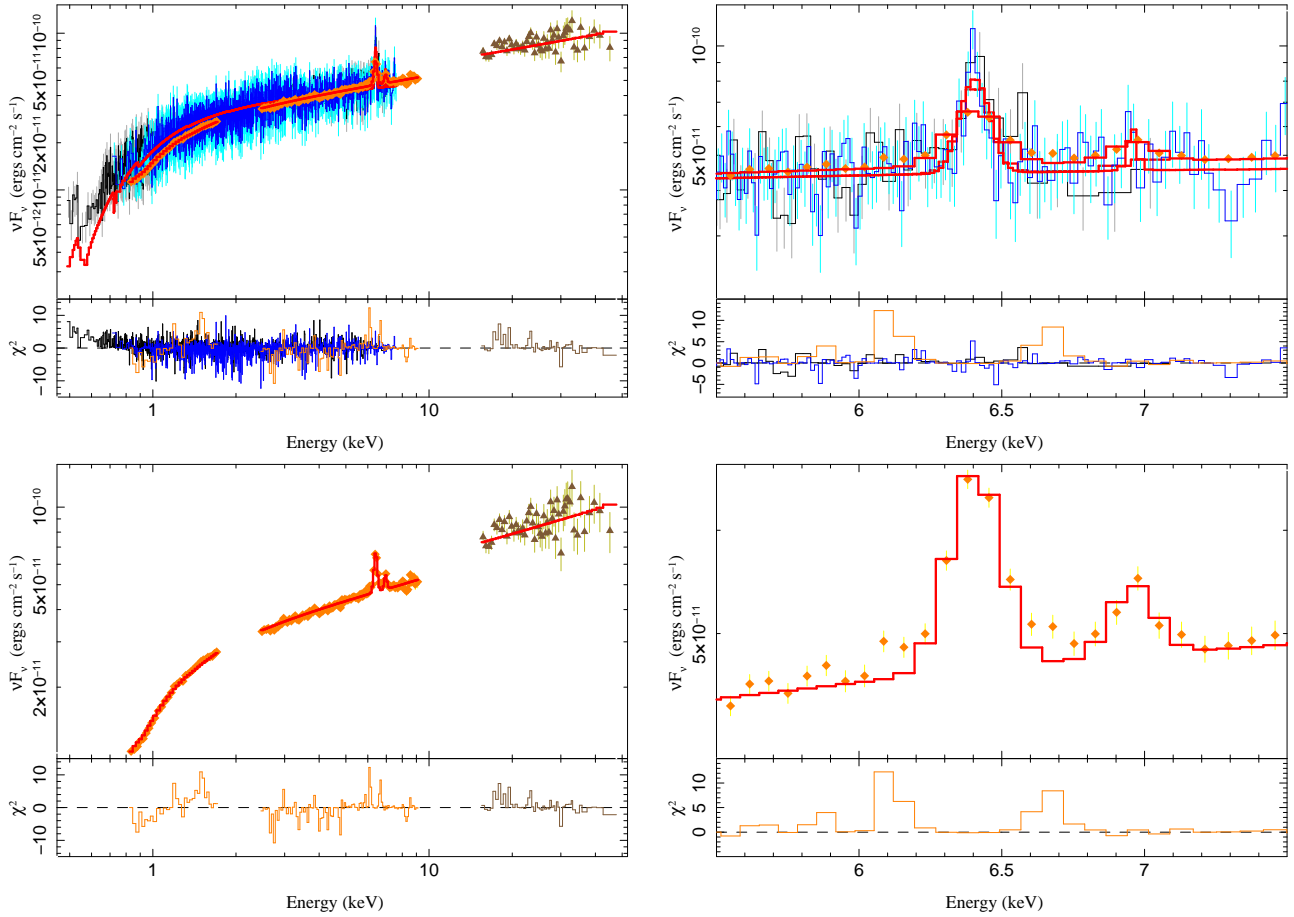 νFν (ergs cm−2 s−1)
5×10−12 10−11 2×10−11 5×10−11 10−10
χ2
−10 0 10
1 10
Energy (keV)
νFν (ergs cm−2 s−1)
5×10−11 10−10
χ2
−5 0 5 10
6 6.5 7
Energy (keV)
νFν (ergs cm−2 s−1)
2×10−11 5×10−11 10−10
χ2
−10 0 10
1 10
Energy (keV)
νFν (ergs cm−2 s−1)
5×10−11
χ2
0 5 10
6 6.5 7
Energy (keV)